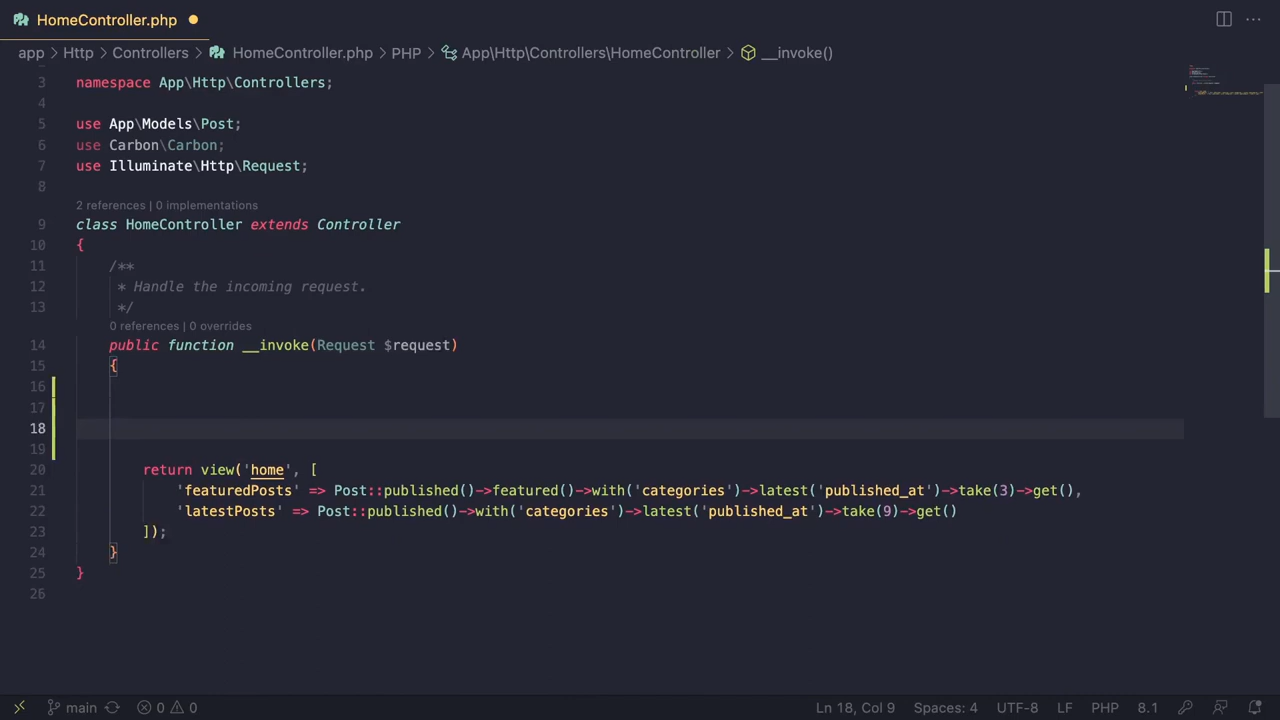 HomeController.php
app > Http > Controllers > HomeController.php > PHP > App\Http\Controllers\HomeController > __invoke()
3 namespace App\Http\Controllers;
4
5 use App\Models\Post;
6 use Carbon\Carbon;
7 use Illuminate\Http\Request;
8
2 references | 0 implementations
9 class HomeController extends Controller
10 {
11 /**
12 * Handle the incoming request.
13 */
0 references | 0 overrides
14 public function __invoke(Request $request)
15 {
16
17
18
19
20 return view('home', [
21 'featuredPosts' => Post::published()->featured()->with('categories')->latest('published_at')->take(3)->get(),
22 'latestPosts' => Post::published()->with('categories')->latest('published_at')->take(9)->get()
23 ]);
24 }
25 }
26
main 0 0 Ln 18, Col 9 Spaces: 4 UTF-8 LF PHP 8.1